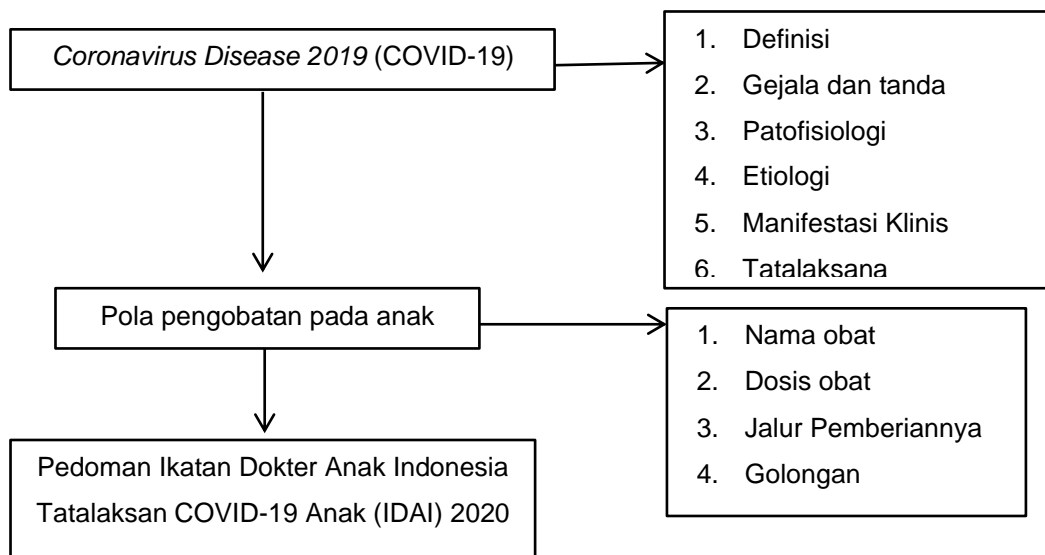 Coronavirus Disease 2019 (COVID-19)
1. Definisi
2. Gejala dan tanda
3. Patofisiologi
4. Etiologi
5. Manifestasi Klinis
6. Tatalaksana
Pola pengobatan pada anak
1. Nama obat
2. Dosis obat
3. Jalur Pemberiannya
4. Golongan
Pedoman Ikatan Dokter Anak Indonesia
Tatalaksan COVID-19 Anak (IDAI) 2020